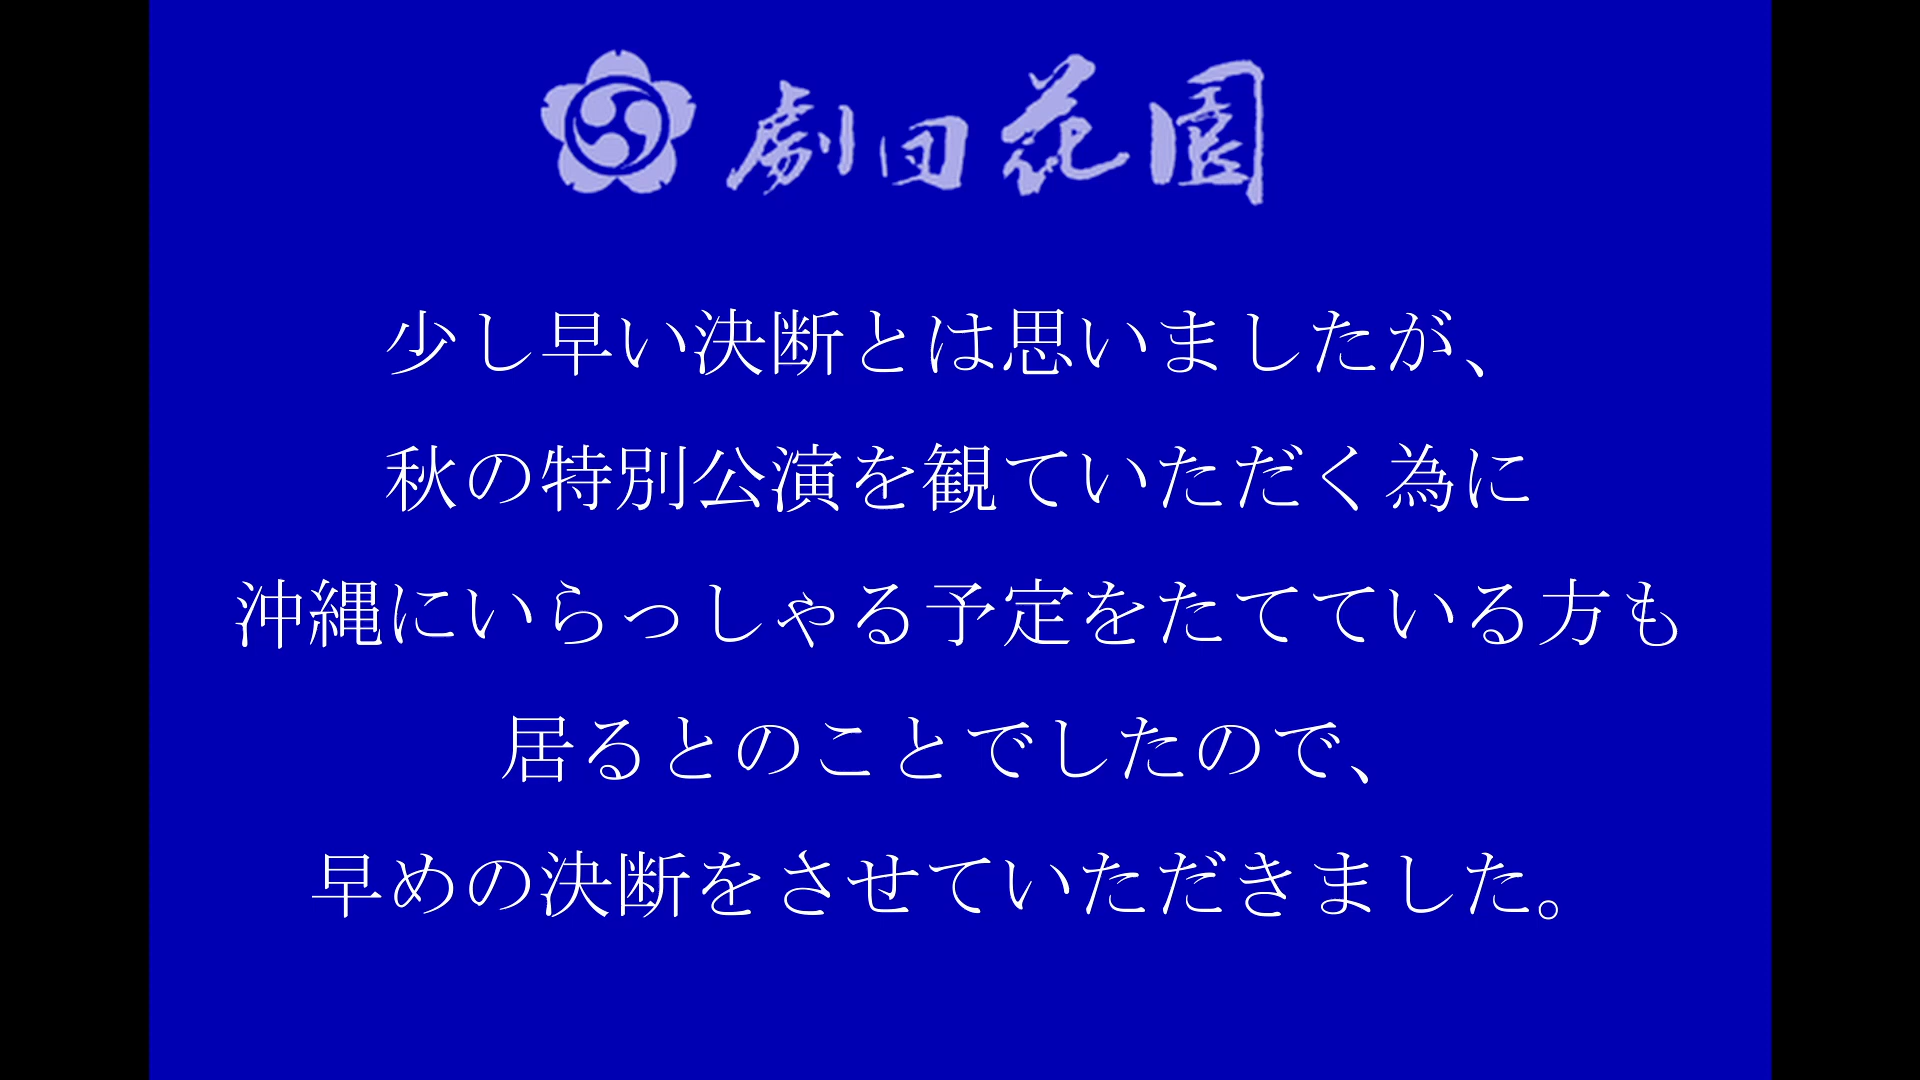 劇団花園
少し早い決断とは思いましたが、
秋の特別公演を観ていただく為に
沖縄にいらっしゃる予定をたてている方も
居るとのことでしたので、
早めの決断をさせていただきました。